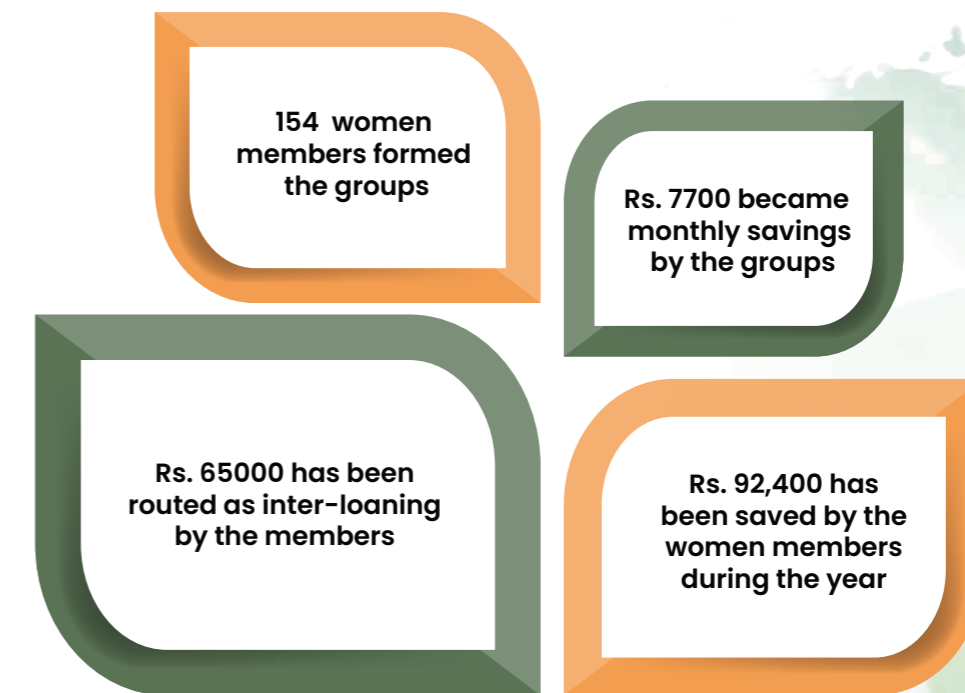 154 women
members formed
the groups
Rs. 7700 became
monthly savings
by the groups
Rs. 65000 has been
routed as inter-loaning
by the members
Rs. 92,400 has
been saved by the
women members
during the year